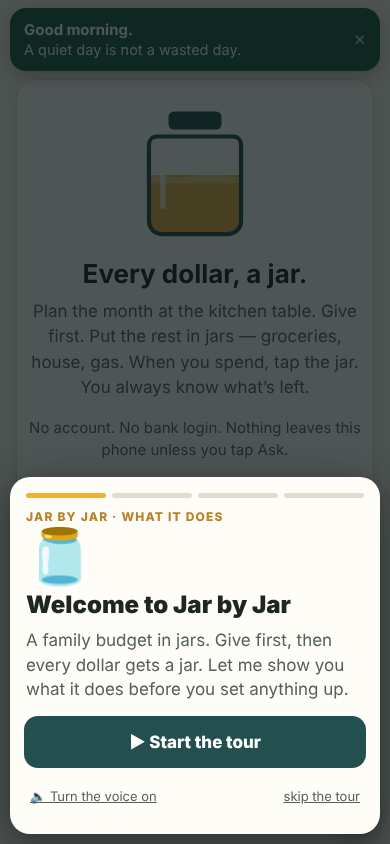 Good morning.
A quiet day is not a wasted day.
×
Every dollar, a jar.
Plan the month at the kitchen table. Give
first. Put the rest in jars — groceries,
house, gas. When you spend, tap the jar.
You always know what’s left.
No account. No bank login. Nothing leaves this
phone unless you tap Ask.
JAR BY JAR · WHAT IT DOES
Welcome to Jar by Jar
A family budget in jars. Give first, then
every dollar gets a jar. Let me show you
what it does before you set anything up.
▶ Start the tour
🔈 Turn the voice on
skip the tour